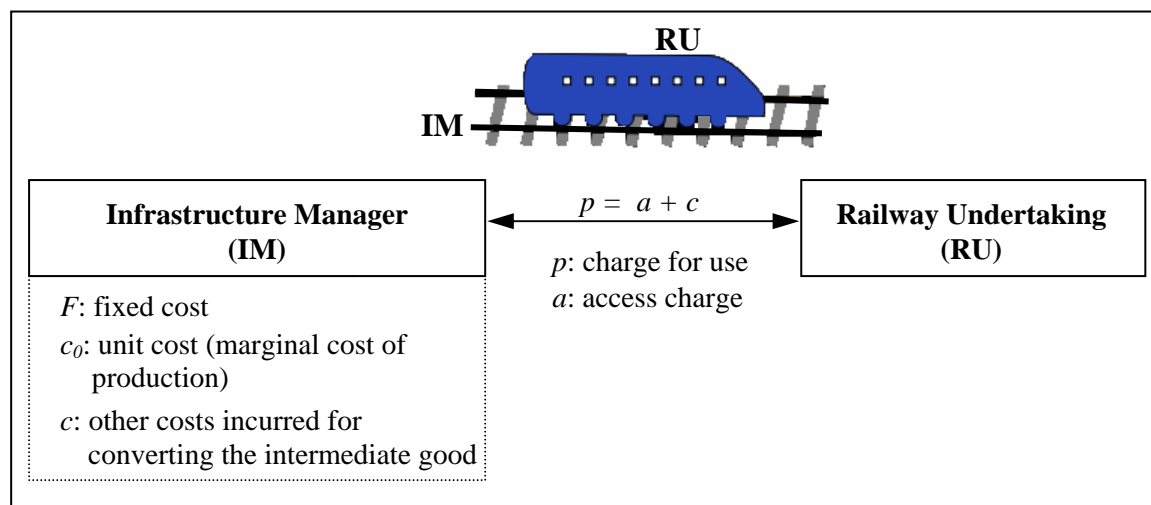 RU
IM
Infrastructure Manager
(IM)
p = a + c
Railway Undertaking
(RU)
p: charge for use
a: access charge
F: fixed cost
c0: unit cost (marginal cost of
production)
c: other costs incurred for
converting the intermediate good